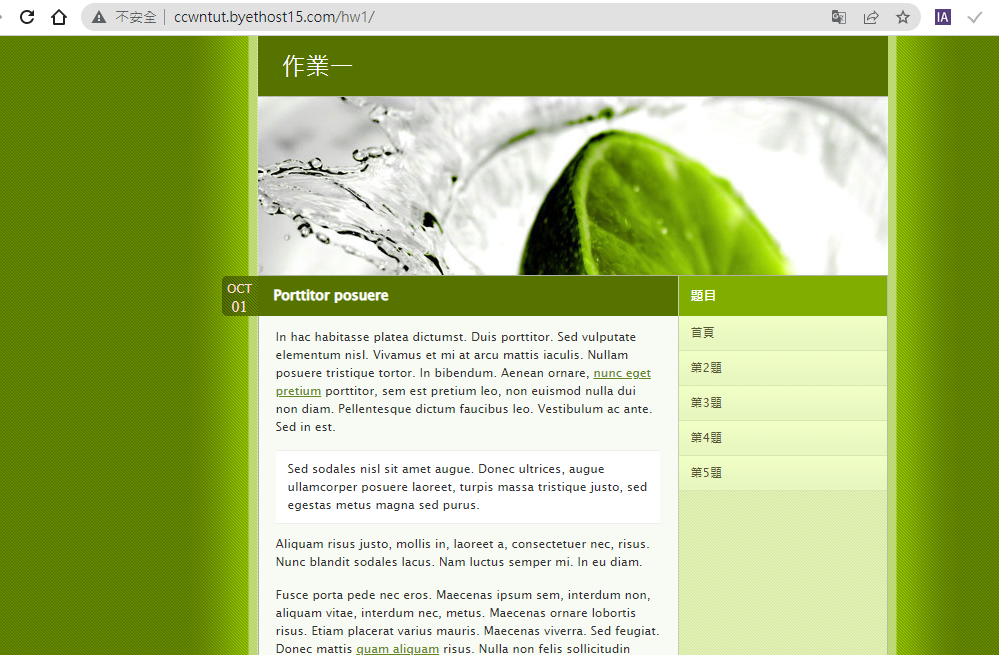 不安全 ccwntut.byethost15.com/hw1/
IA
作業一
OCT
01
Porttitor posuere
In hac habitasse platea dictumst. Duis porttitor. Sed vulputate
elementum nisl. Vivamus et mi at arcu mattis iaculis. Nullam
posuere tristique tortor. In bibendum. Aenean ornare, nunc eget
pretium porttitor, sem est pretium leo, non euismod nulla dui
non diam. Pellentesque dictum faucibus leo. Vestibulum ac ante.
Sed in est.
Sed sodales nisl sit amet augue. Donec ultrices, augue
ullamcorper posuere laoreet, turpis massa tristique justo, sed
egestas metus magna sed purus.
Aliquam risus justo, mollis in, laoreet a, consectetuer nec, risus.
Nunc blandit sodales lacus. Nam luctus semper mi. In eu diam.
Fusce porta pede nec eros. Maecenas ipsum sem, interdum non,
aliquam vitae, interdum nec, metus. Maecenas ornare lobortis
risus. Etiam placerat varius mauris. Maecenas viverra. Sed feugiat.
Donec mattis quam aliquam risus. Nulla non felis sollicitudin
題目
首頁
第2題
第3題
第4題
第5題